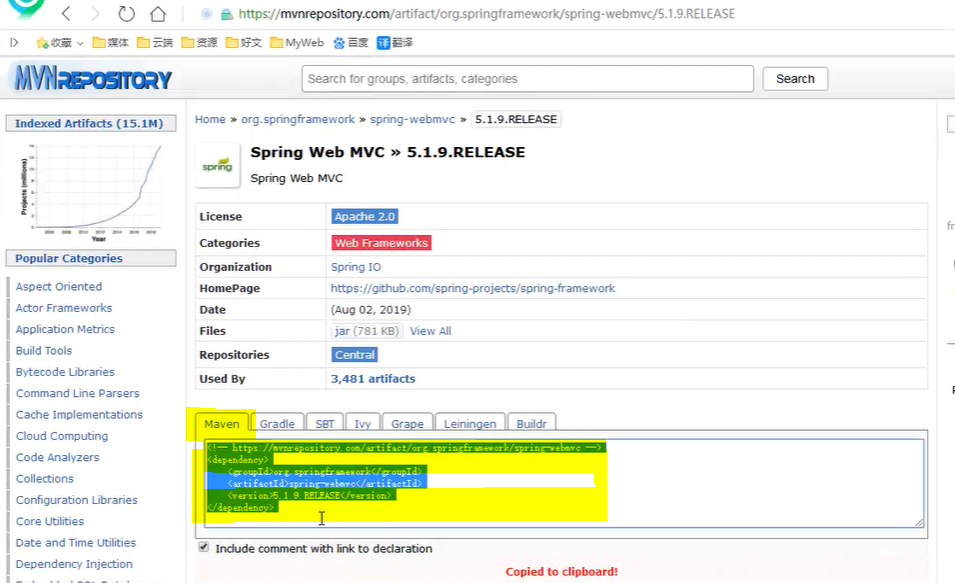 https://mvnrepository.com/artifact/org.springframework/spring-webmvc/5.1.9.RELEASE
收藏 媒体 云端 资源 好文 MyWeb 百度 译 翻译
MVNREPOSITORY
Search for groups, artifacts, categories
Search
Indexed Artifacts (15.1M)
Projects (millions)
Year
Popular Categories
Aspect Oriented
Actor Frameworks
Application Metrics
Build Tools
Bytecode Libraries
Command Line Parsers
Cache Implementations
Cloud Computing
Code Analyzers
Collections
Configuration Libraries
Core Utilities
Date and Time Utilities
Dependency Injection
Home » org.springframework » spring-webmvc » 5.1.9.RELEASE
spring
Spring Web MVC » 5.1.9.RELEASE
Spring Web MVC
License Apache 2.0
Categories Web Frameworks
Organization Spring IO
HomePage https://github.com/spring-projects/spring-framework
Date (Aug 02, 2019)
Files jar (781 KB) View All
Repositories Central
Used By 3,481 artifacts
Maven Gradle SBT Ivy Grape Leiningen Buildr
<!-- https://mvnrepository.com/artifact/org.springframework/spring-webmvc -->
<dependency>
<groupId>org.springframework</groupId>
<artifactId>spring-webmvc</artifactId>
<version>5.1.9.RELEASE</version>
</dependency>
Include comment with link to declaration
Copied to clipboard!